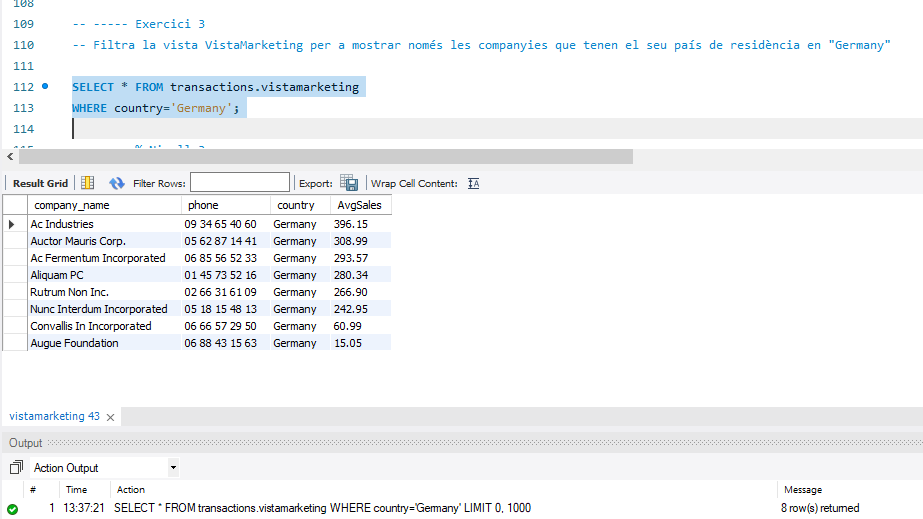 108
109 -- ----- Exercici 3
110 -- Filtra la vista VistaMarketing per a mostrar només les companyies que tenen el seu país de residència en "Germany"
111
112 SELECT * FROM transactions.vistamarketing
113 WHERE country='Germany';
114
Result Grid Filter Rows: Export: Wrap Cell Content:
company_name phone country AvgSales
Ac Industries 09 34 65 40 60 Germany 396.15
Auctor Mauris Corp. 05 62 87 14 41 Germany 308.99
Ac Fermentum Incorporated 06 85 56 52 33 Germany 293.57
Aliquam PC 01 45 73 52 16 Germany 280.34
Rutrum Non Inc. 02 66 31 61 09 Germany 266.90
Nunc Interdum Incorporated 05 18 15 48 13 Germany 242.95
Convallis In Incorporated 06 66 57 29 50 Germany 60.99
Augue Foundation 06 88 43 15 63 Germany 15.05
vistamarketing 43
Output
Action Output
# Time Action Message
1 13:37:21 SELECT * FROM transactions.vistamarketing WHERE country='Germany' LIMIT 0, 1000 8 row(s) returned